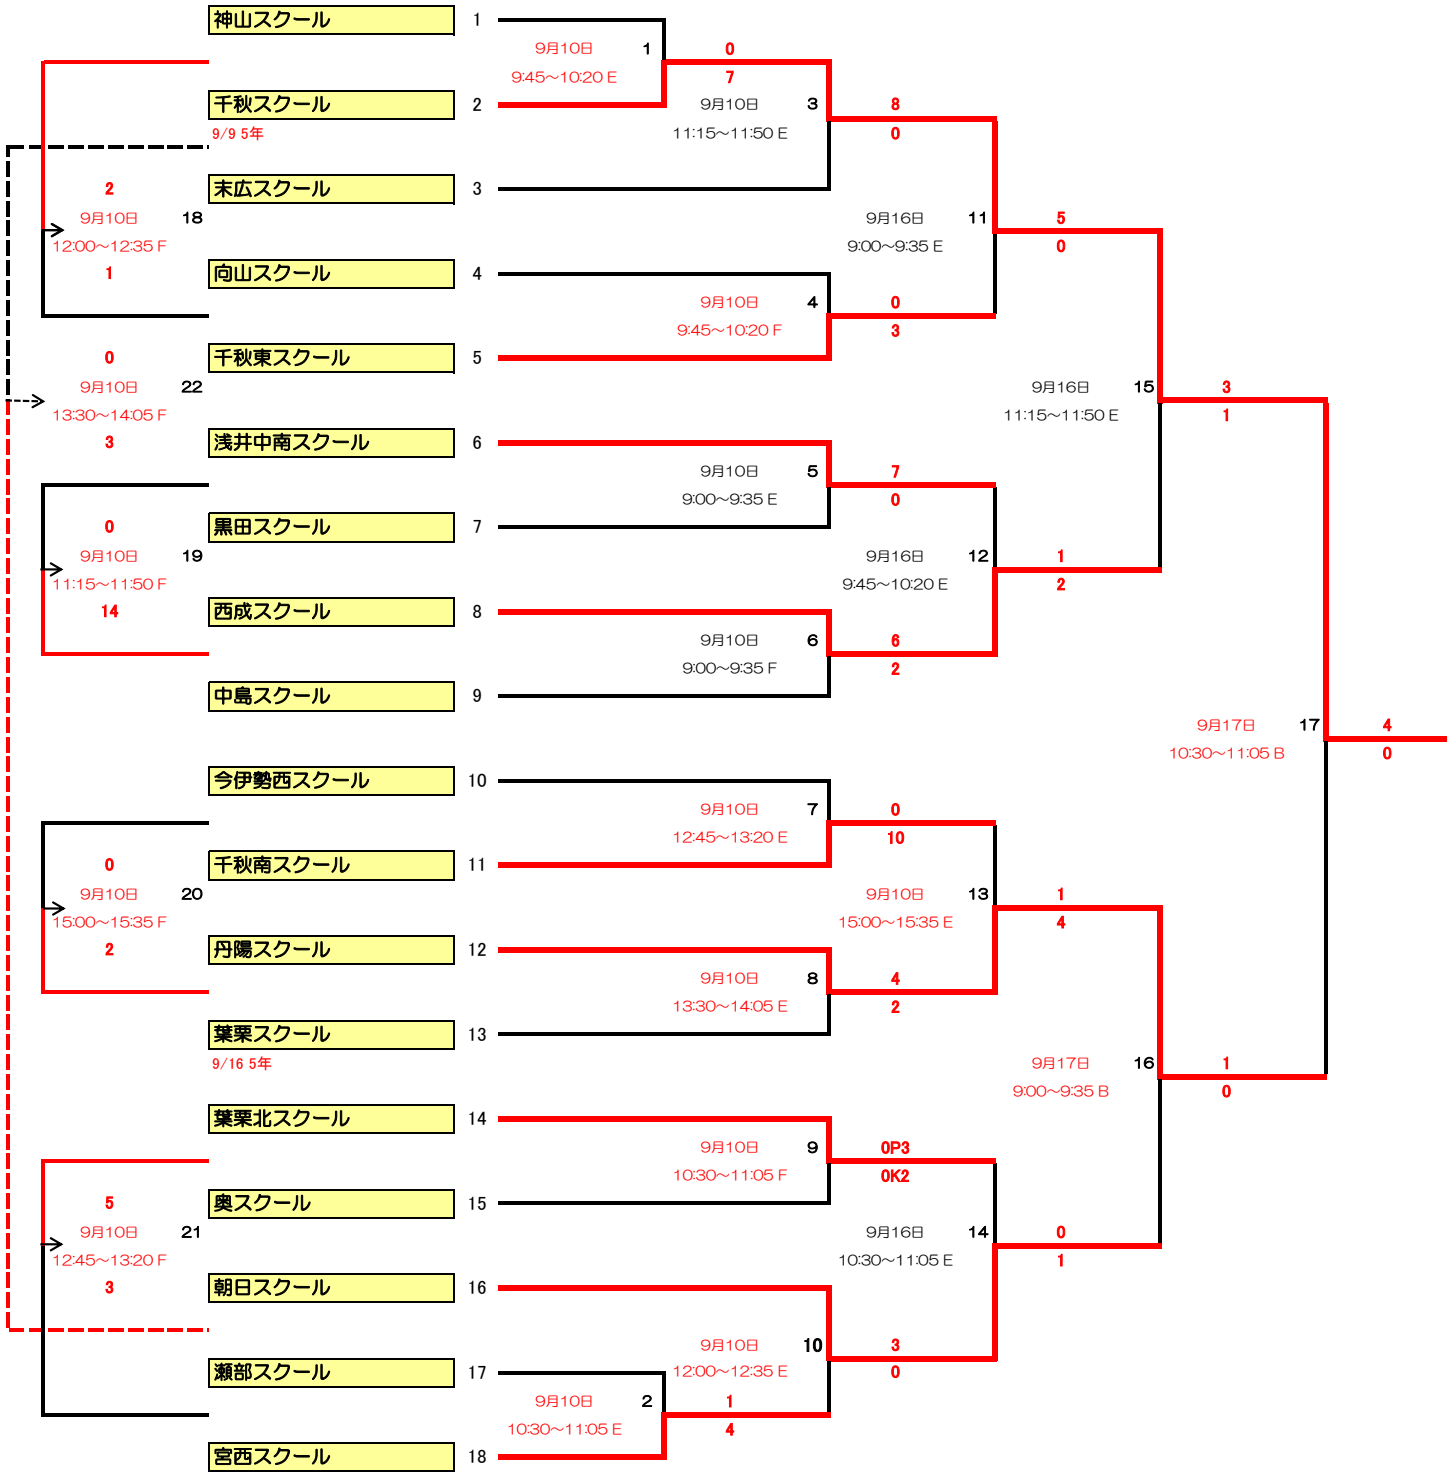 神山スクール 1
9月10日 1 0
9:45～10:20 E 7
千秋スクール 2 9月10日 3 8
9/9 5年 11:15～11:50 E 0
2 末広スクール 3
9月10日 18 9月16日 11 5
12:00～12:35 F 9:00～9:35 E 0
1 向山スクール 4
9月10日 4 0
9:45～10:20 F 3
0 千秋東スクール 5
9月10日 22 9月16日 15 3
13:30～14:05 F 11:15～11:50 E 1
3 浅井中南スクール 6
9月10日 5 7
9:00～9:35 E 0
0 黒田スクール 7
9月10日 19 9月16日 12 1
11:15～11:50 F 9:45～10:20 E 2
14 西成スクール 8
9月10日 6 6
9:00～9:35 F 2
中島スクール 9
9月17日 17 4
10:30～11:05 B 0
今伊勢西スクール 10
9月10日 7 0
12:45～13:20 E 10
0 千秋南スクール 11
9月10日 20 9月10日 13 1
15:00～15:35 F 15:00～15:35 E 4
2 丹陽スクール 12
9月10日 8 4
13:30～14:05 E 2
葉栗スクール 13
9/16 5年 9月17日 16 1
9:00～9:35 B 0
葉栗北スクール 14
9月10日 9 0P3
10:30～11:05 F 0K2
5 奥スクール 15
9月10日 21 9月16日 14 0
12:45～13:20 F 10:30～11:05 E 1
3 朝日スクール 16
9月10日 10 3
瀬部スクール 17 12:00～12:35 E 0
9月10日 2 1
10:30～11:05 E 4
宮西スクール 18